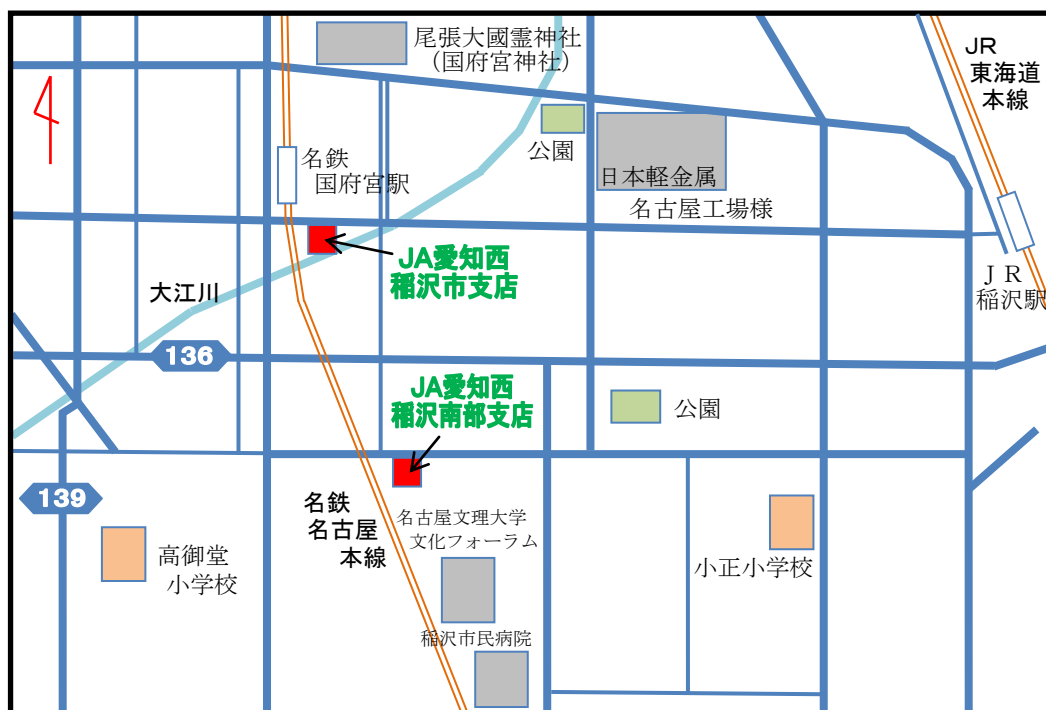 尾張大國霊神社
（国府宮神社）
JR
東海道
本線
公園
名鉄
国府宮駅
日本軽金属
名古屋工場様
JA愛知西
稲沢市支店
大江川
ＪＲ
稲沢駅
136
JA愛知西
稲沢南部支店
公園
139
名鉄
名古屋
本線
名古屋文理大学
文化フォーラム
高御堂
小学校
小正小学校
稲沢市民病院